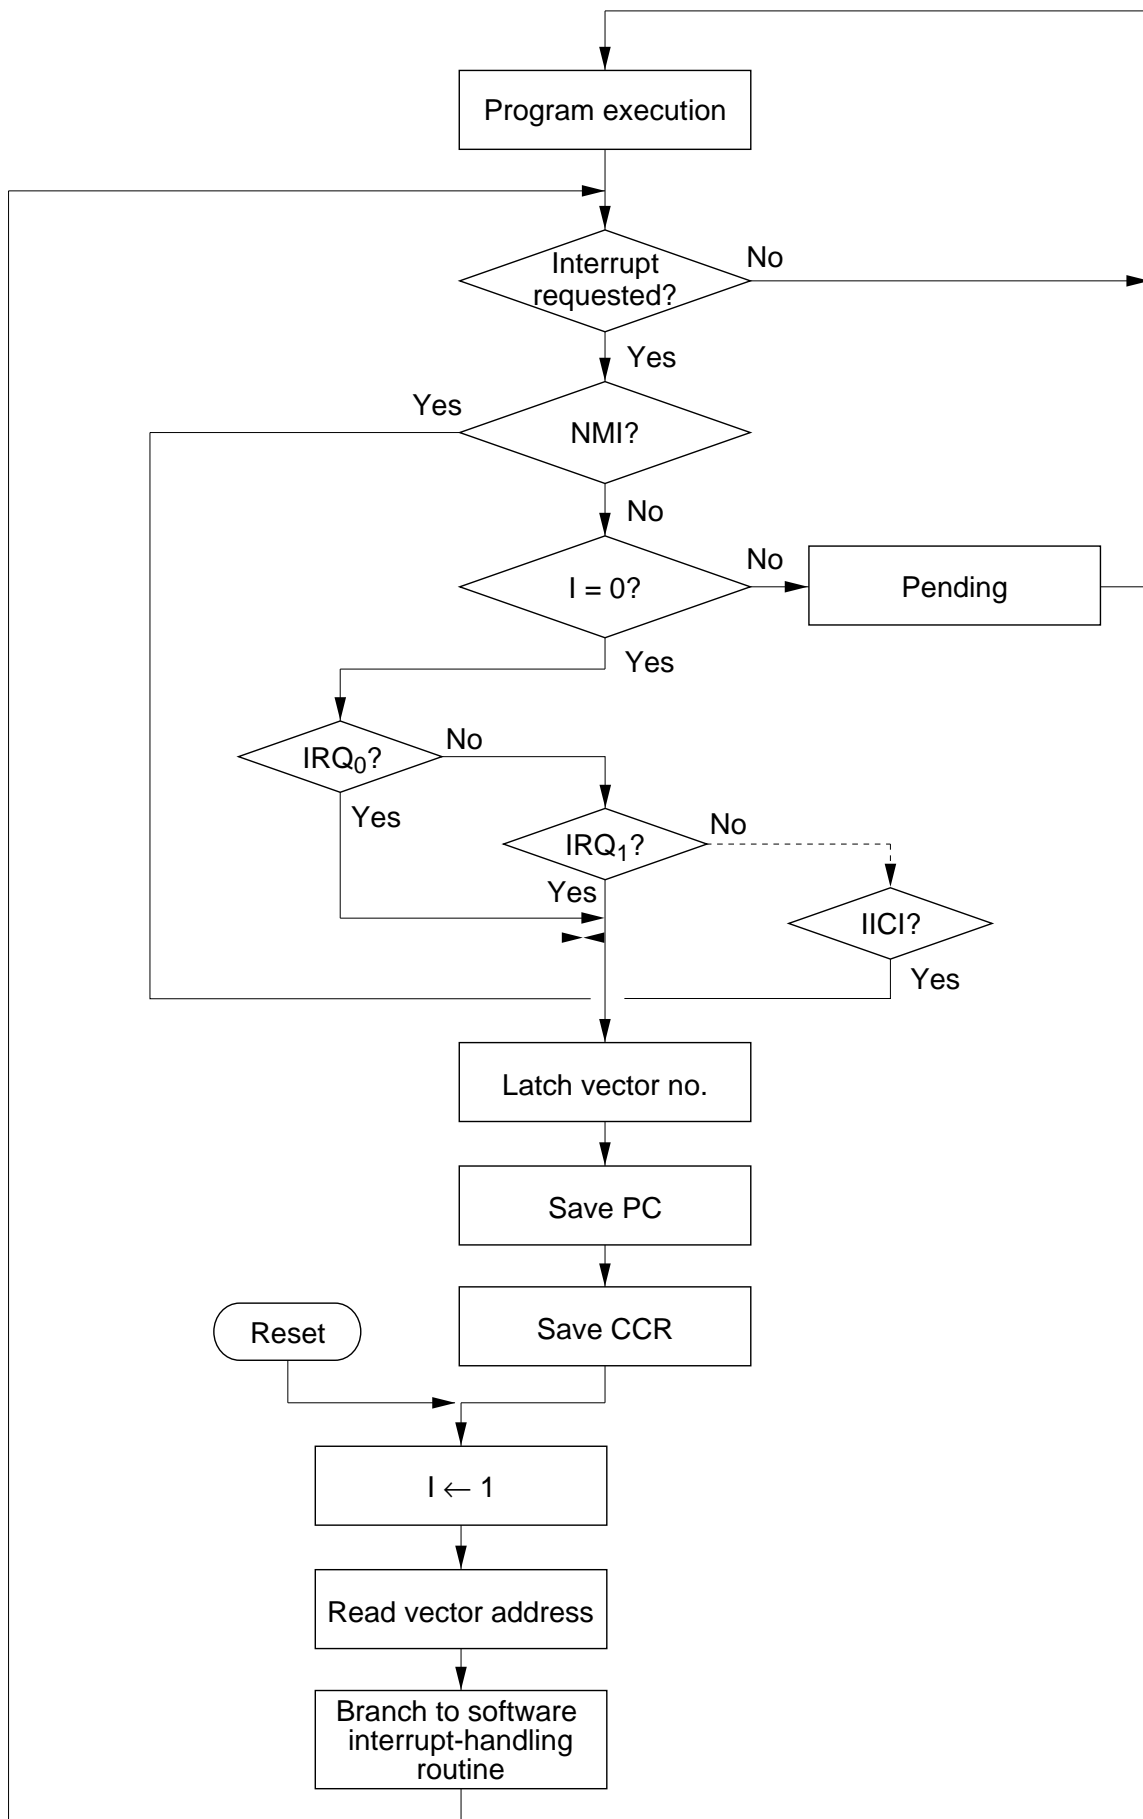 Program execution
Interrupt
requested?
No
Yes
Yes
NMI?
No
I = 0?
No
Pending
Yes
IRQ0?
No
Yes
IRQ1?
No
Yes
IICI?
Yes
Latch vector no.
Save PC
Save CCR
Reset
I ← 1
Read vector address
Branch to software
interrupt-handling
routine